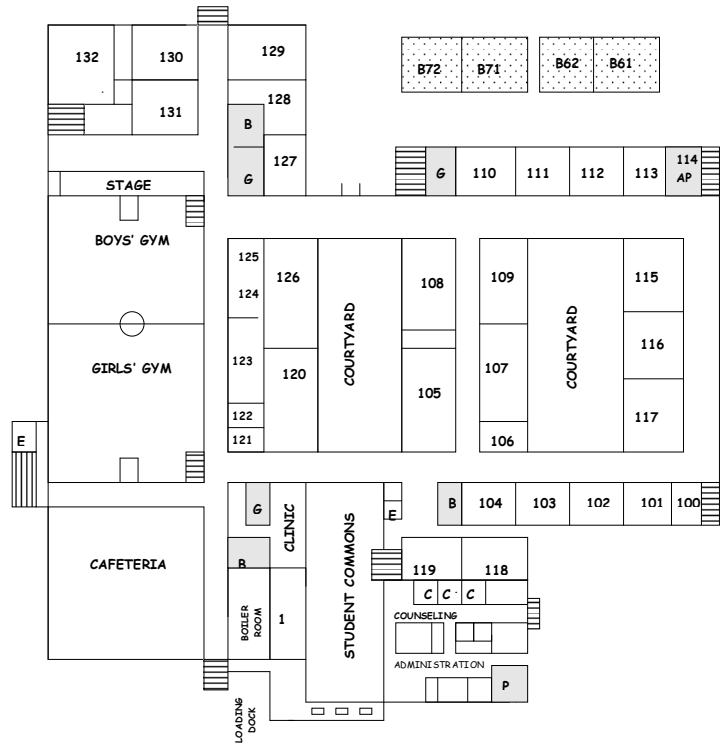 132
130
129
131
128
B
G
127
B72
B71
B62
B61
G
110
111
112
113
114
AP
STAGE
BOYS' GYM
GIRLS' GYM
125
124
126
123
120
122
121
COURTYARD
108
105
109
107
106
COURTYARD
115
116
117
E
G
CLINIC
B
BOILER
ROOM
1
STUDENT COMMONS
E
B
104
103
102
101
100
CAFETERIA
119
118
C
C
C
COUNSELING
ADMINISTRATION
P
LOADING
DOCK